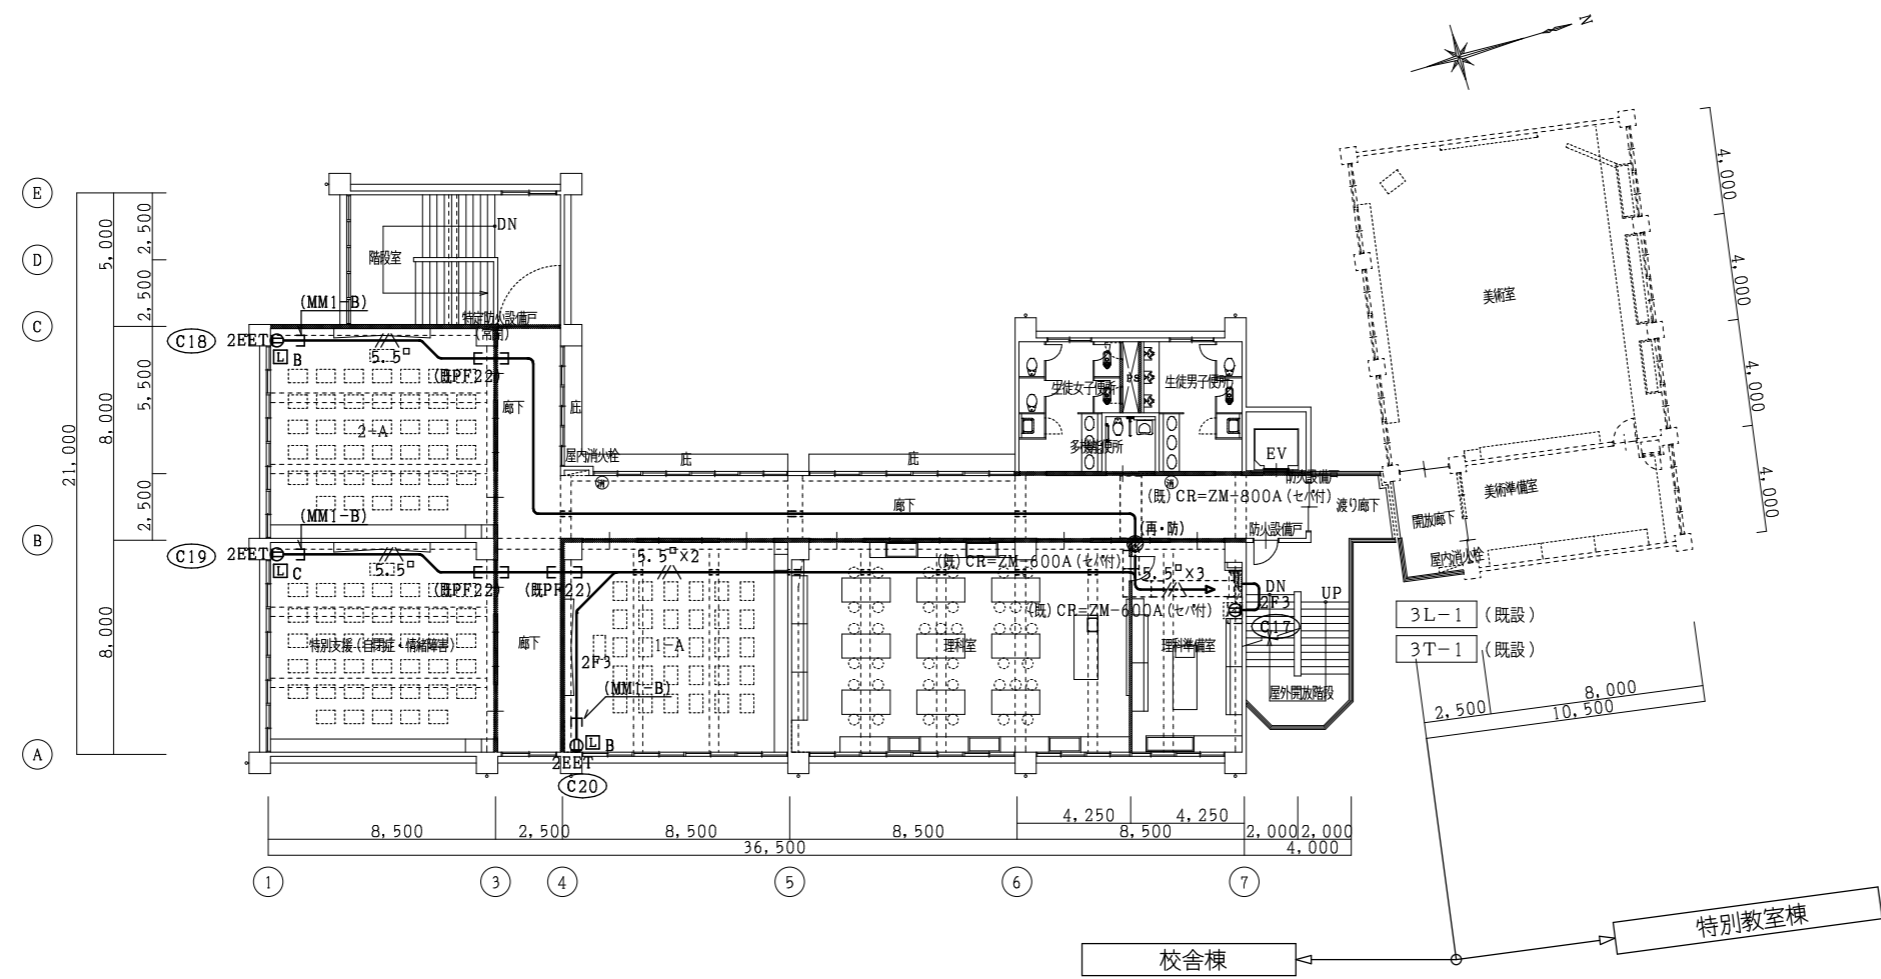 N
E
D
C
B
A
21,000
5,000
8,000
8,000
2,500
2,500
5,500
2,500
階段室
DN
(MM1-B)
特定防火設備戸
(常開)
C18
2EET
L B
5.5□
(既PF22)
廊下
庇
2-A
屋内消火栓
消
庇
庇
廊下
生徒女子便所
PS
生徒男子便所
多機能便所
消
EV
防火設備戸
(既)CR=ZM-800A(セパ付)
渡り廊下
(再・防)
防火設備戸
美術室
美術準備室
開放廊下
屋内消火栓
4,000
4,000
4,000
4,000
(MM1-B)
C19
2EET
L C
5.5□
(既PF22)
(既PF22)
5.5□×2
(既)CR=ZM-600A(セパ付)
5.5□×3
(既)CR=ZM-600A(セパ付)
DN
2F3
C17
UP
特別支援(自閉症・情緒障害)
廊下
2F3
1-A
(MM1-B)
L B
2EET
C20
理科室
理科準備室
屋外開放階段
3L-1 (既設)
3T-1 (既設)
2,500
8,000
10,500
8,500
2,500
8,500
8,500
4,250
4,250
8,500
2,000
2,000
36,500
4,000
1
3
4
5
6
7
校舎棟
特別教室棟